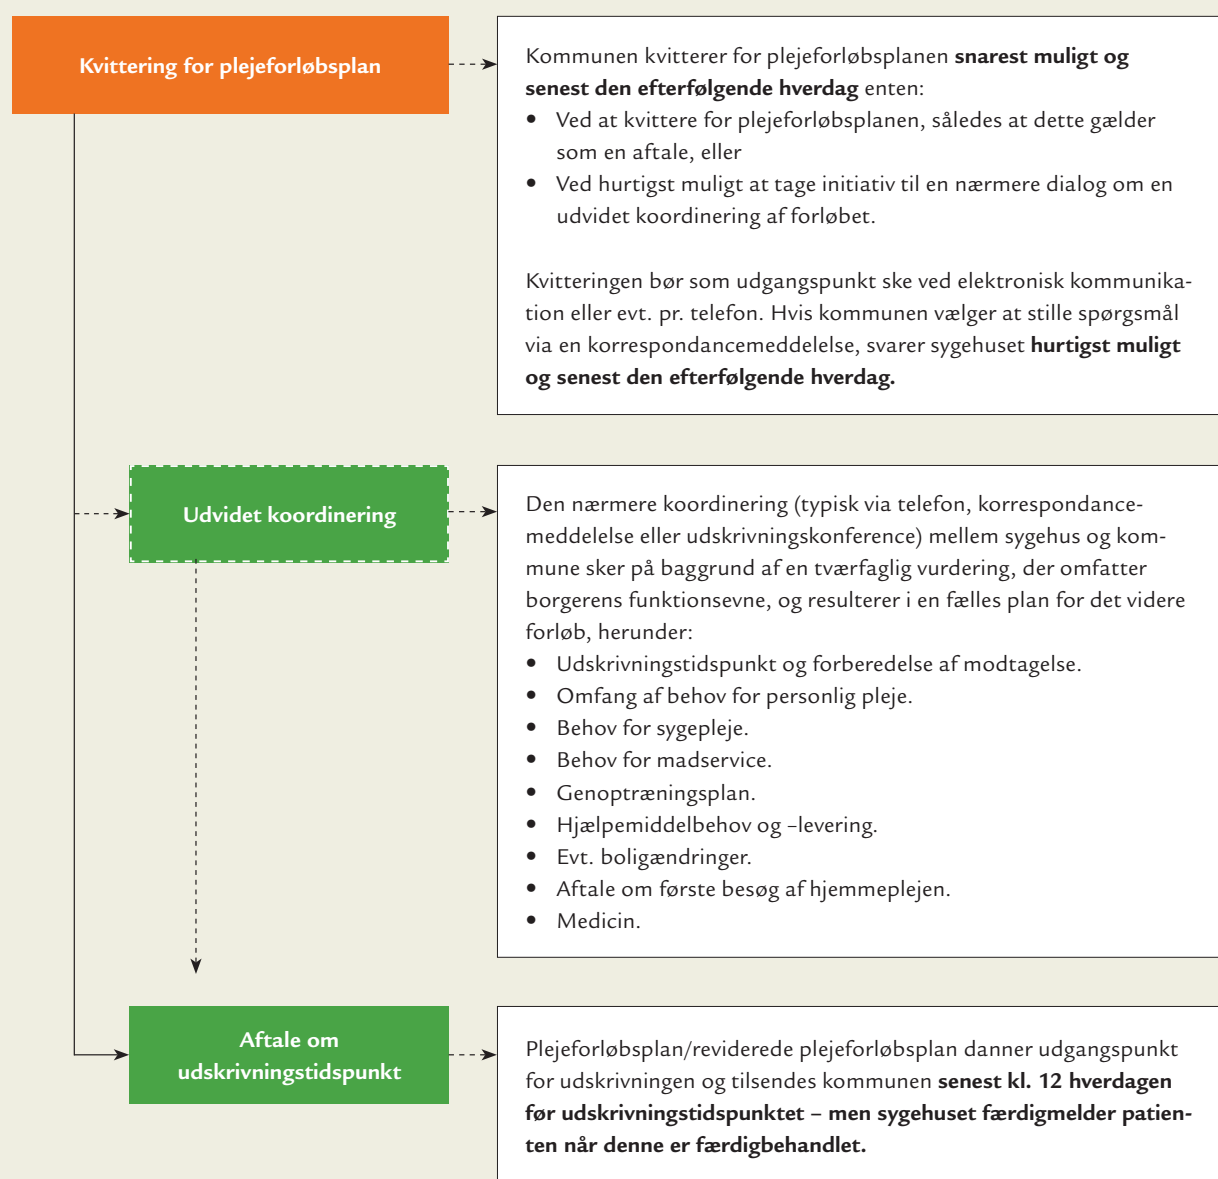 Kvittering for plejeforløbsplan
Kommunen kvitterer for plejeforløbsplanen snarest muligt og
senest den efterfølgende hverdag enten:
• Ved at kvittere for plejeforløbsplanen, således at dette gælder
som en aftale, eller
• Ved hurtigst muligt at tage initiativ til en nærmere dialog om en
udvidet koordinering af forløbet.
Kvitteringen bør som udgangspunkt ske ved elektronisk kommunika-
tion eller evt. pr. telefon. Hvis kommunen vælger at stille spørgsmål
via en korrespondancemeddelelse, svarer sygehuset hurtigst muligt
og senest den efterfølgende hverdag.
Udvidet koordinering
Den nærmere koordinering (typisk via telefon, korrespondance-
meddelelse eller udskrivningskonference) mellem sygehus og kom-
mune sker på baggrund af en tværfaglig vurdering, der omfatter
borgerens funktionsevne, og resulterer i en fælles plan for det videre
forløb, herunder:
• Udskrivningstidspunkt og forberedelse af modtagelse.
• Omfang af behov for personlig pleje.
• Behov for sygepleje.
• Behov for madservice.
• Genoptræningsplan.
• Hjælpemiddelbehov og –levering.
• Evt. boligændringer.
• Aftale om første besøg af hjemmeplejen.
• Medicin.
Aftale om
udskrivningstidspunkt
Plejeforløbsplan/reviderede plejeforløbsplan danner udgangspunkt
for udskrivningen og tilsendes kommunen senest kl. 12 hverdagen
før udskrivningstidspunktet – men sygehuset færdigmelder patien-
ten når denne er færdigbehandlet.